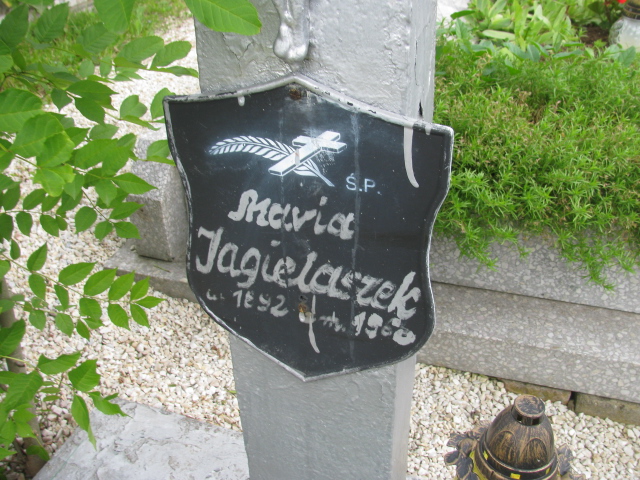 Ś.P.
Maria
Jagielaszek
u. 1892 z m. 1960